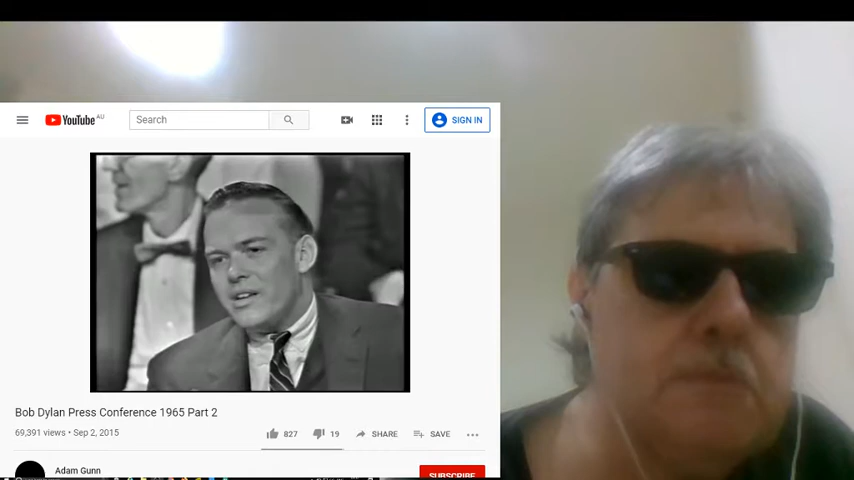 YouTube AU
Search
SIGN IN
Bob Dylan Press Conference 1965 Part 2
69,391 views • Sep 2, 2015
827
19
SHARE
SAVE
Adam Gunn
SUBSCRIBE